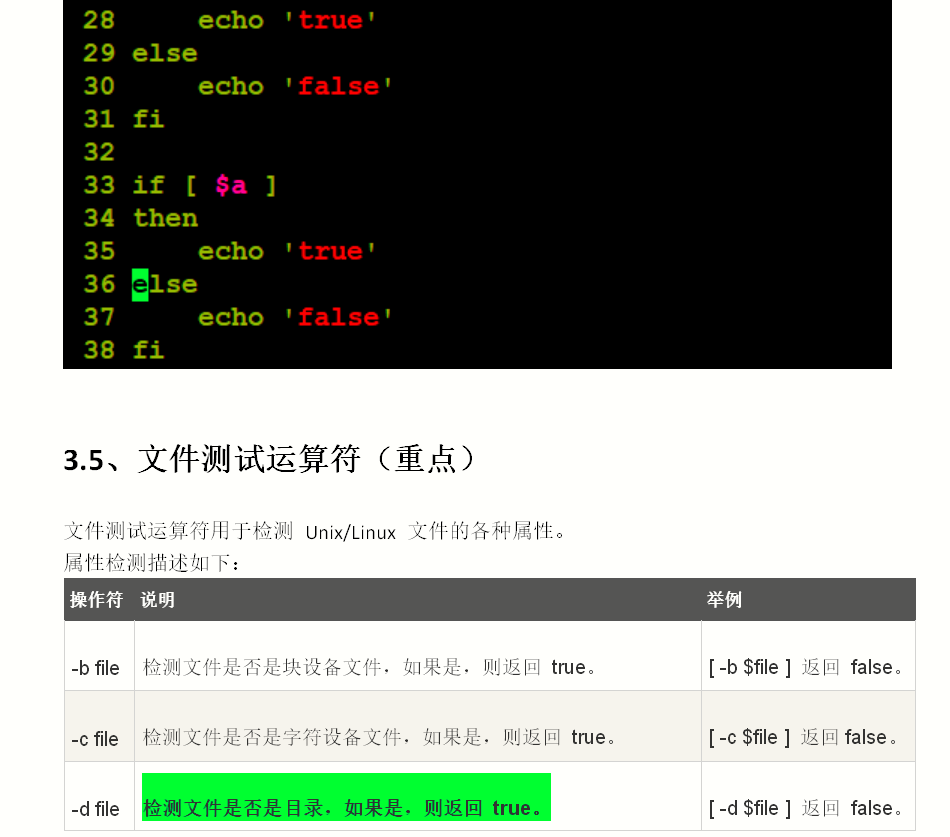 28     echo 'true'
29 else
30     echo 'false'
31 fi
32
33 if [ $a ]
34 then
35     echo 'true'
36 else
37     echo 'false'
38 fi
3.5、文件测试运算符（重点）
文件测试运算符用于检测 Unix/Linux 文件的各种属性。
属性检测描述如下：
操作符 说明 举例
-b file 检测文件是否是块设备文件，如果是，则返回 true。 [ -b $file ] 返回 false。
-c file 检测文件是否是字符设备文件，如果是，则返回 true。 [ -c $file ] 返回 false。
-d file 检测文件是否是目录，如果是，则返回 true。 [ -d $file ] 返回 false。